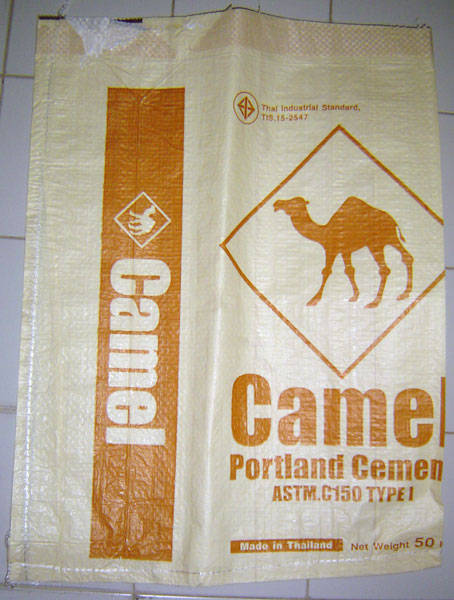 Thai Industrial Standard,
TIS.15-2547
Camel
Camel
Portland Cemen
ASTM.C150 TYPE I
Made in Thailand Net Weight 50